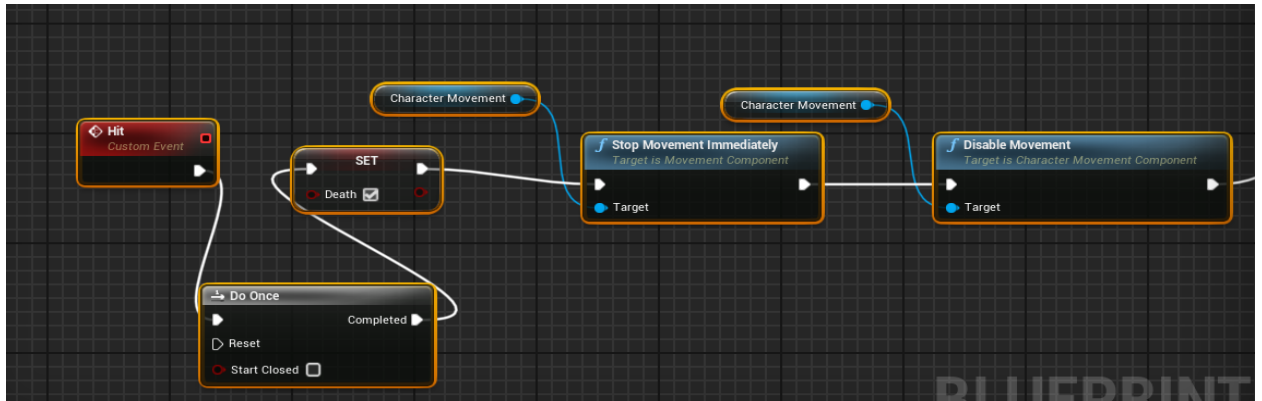 Hit
Custom Event
SET
Death
Character Movement
Stop Movement Immediately
Target is Movement Component
Target
Character Movement
Disable Movement
Target is Character Movement Component
Target
Do Once
Completed
Reset
Start Closed
BLUEPRINT